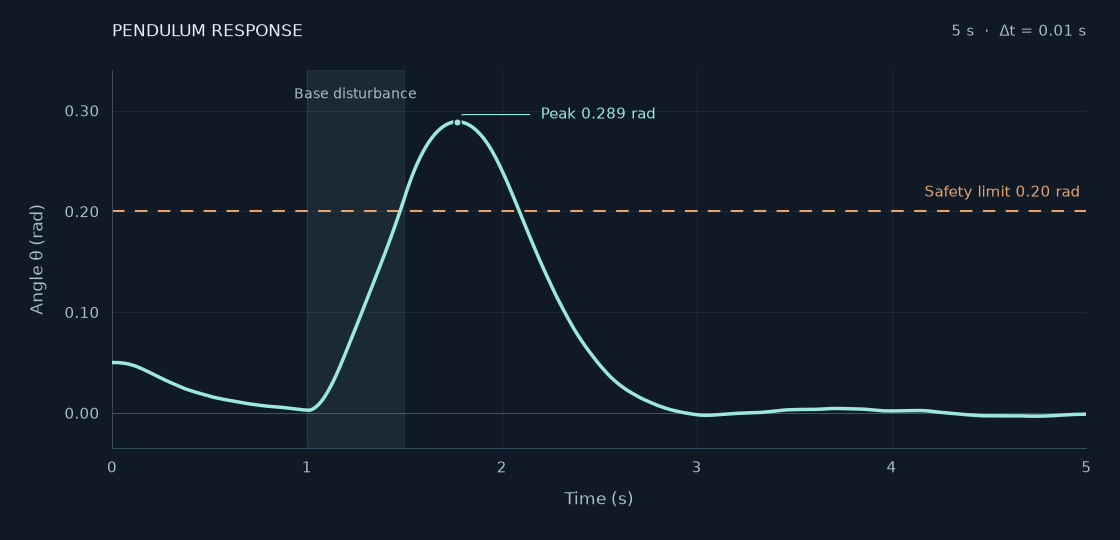 PENDULUM RESPONSE
5 s · Δt = 0.01 s
Base disturbance
Peak 0.289 rad
Safety limit 0.20 rad
Angle θ (rad)
0.30
0.20
0.10
0.00
0 1 2 3 4 5
Time (s)